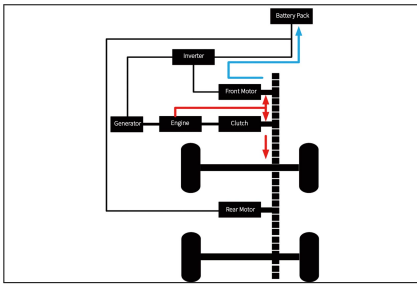 Battery Pack
Inverter
Front Motor
Generator
Engine
Clutch
Rear Motor